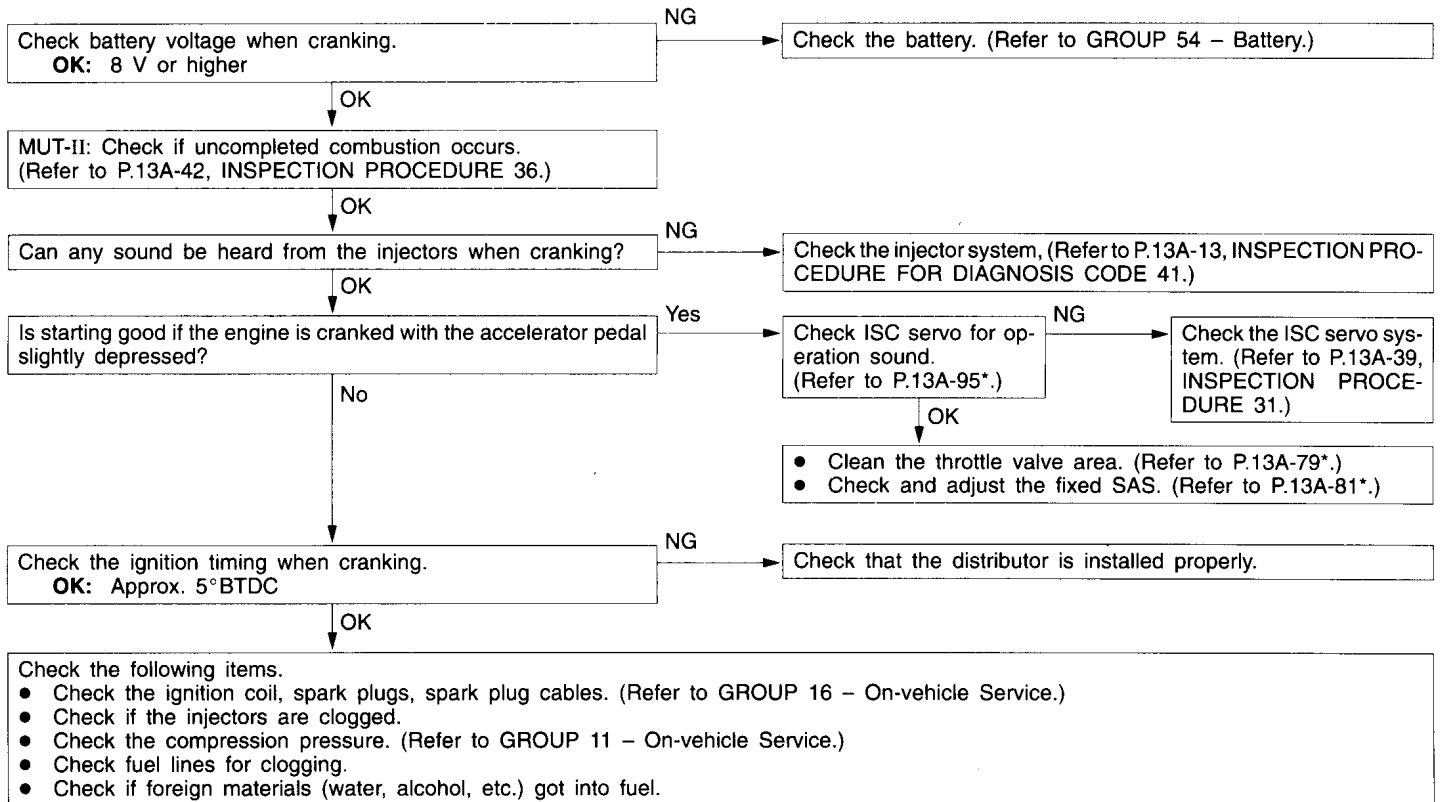 Check battery voltage when cranking.
OK: 8 V or higher
NG
Check the battery. (Refer to GROUP 54 – Battery.)
OK
MUT-II: Check if uncompleted combustion occurs.
(Refer to P.13A-42, INSPECTION PROCEDURE 36.)
OK
Can any sound be heard from the injectors when cranking?
NG
Check the injector system, (Refer to P.13A-13, INSPECTION PRO-
CEDURE FOR DIAGNOSIS CODE 41.)
OK
Is starting good if the engine is cranked with the accelerator pedal
slightly depressed?
Yes
Check ISC servo for op-
eration sound.
(Refer to P.13A-95*.)
NG
Check the ISC servo sys-
tem. (Refer to P.13A-39,
INSPECTION PROCE-
DURE 31.)
OK
● Clean the throttle valve area. (Refer to P.13A-79*.)
● Check and adjust the fixed SAS. (Refer to P.13A-81*.)
No
Check the ignition timing when cranking.
OK: Approx. 5°BTDC
NG
Check that the distributor is installed properly.
OK
Check the following items.
● Check the ignition coil, spark plugs, spark plug cables. (Refer to GROUP 16 – On-vehicle Service.)
● Check if the injectors are clogged.
● Check the compression pressure. (Refer to GROUP 11 – On-vehicle Service.)
● Check fuel lines for clogging.
● Check if foreign materials (water, alcohol, etc.) got into fuel.